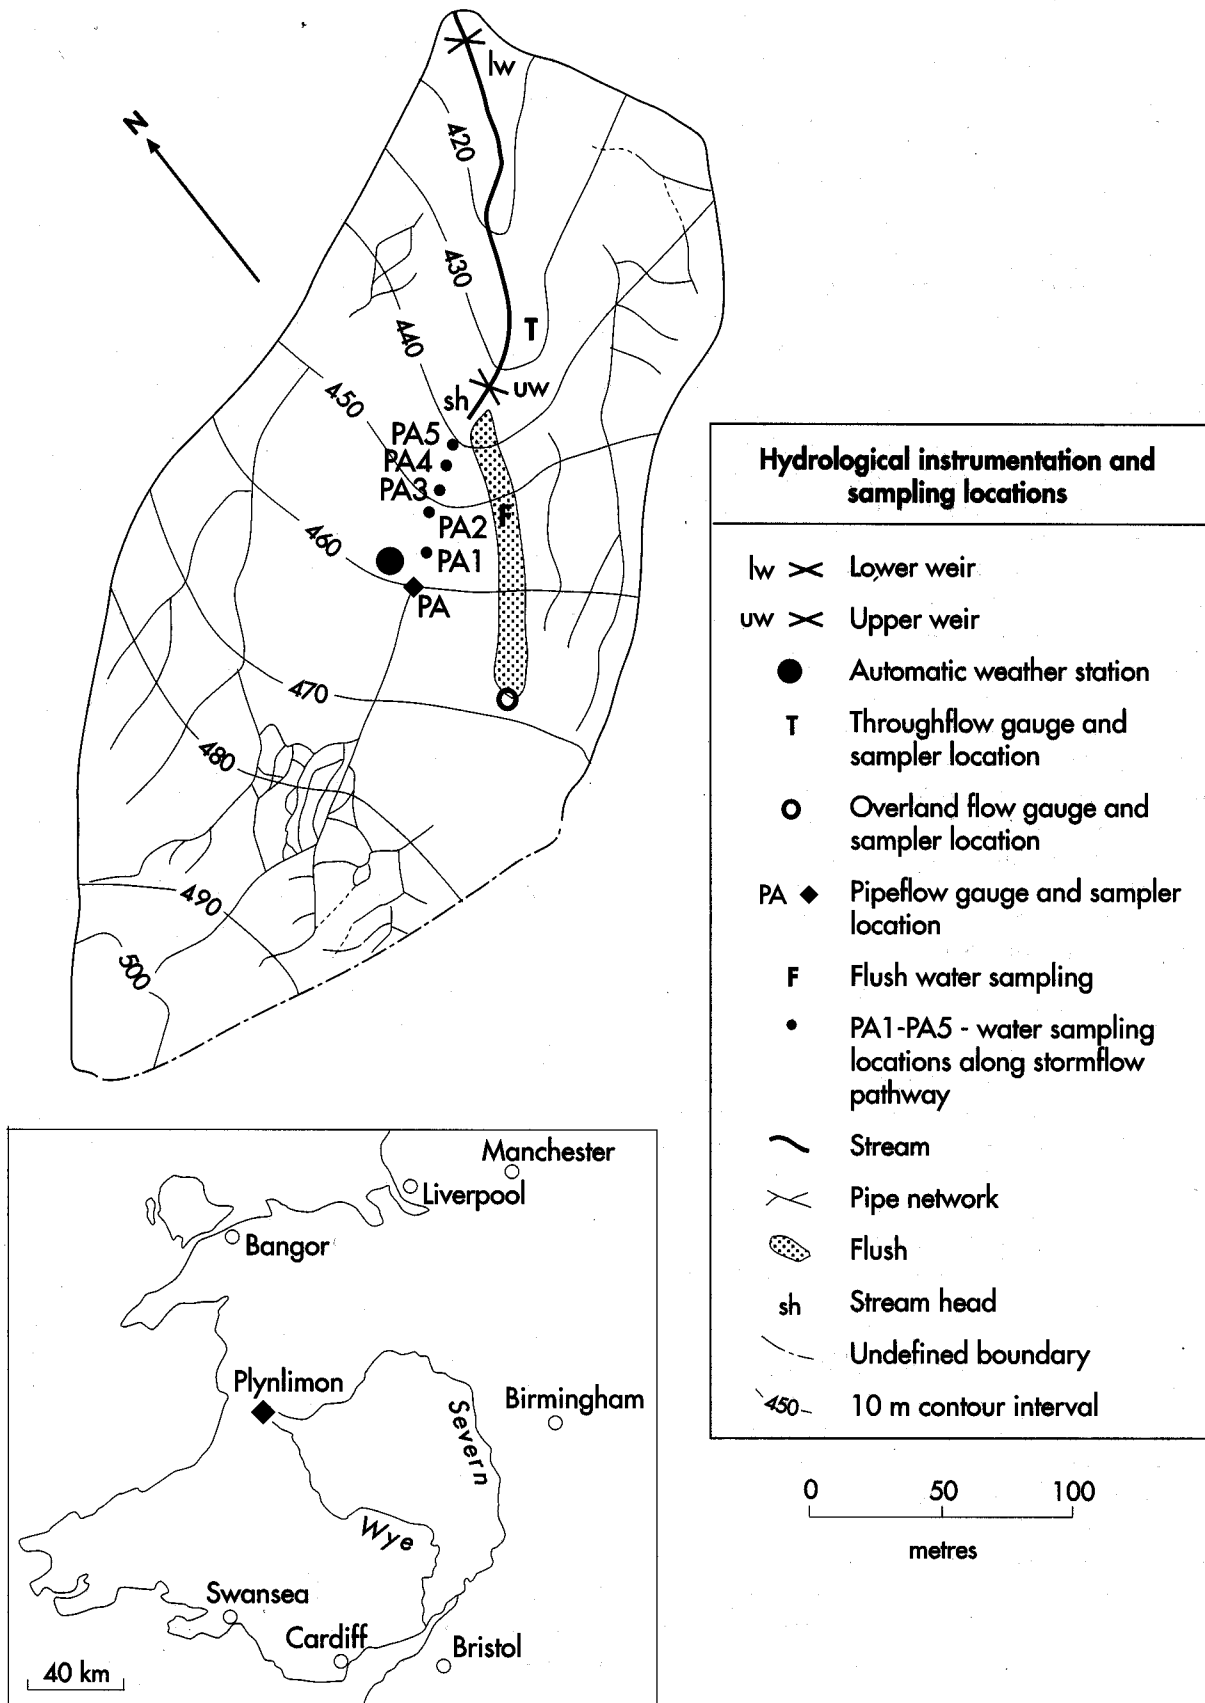 N
lw
420
430
T
440
uw
sh
450
PA5
PA4
PA3
F
PA2
460
PA1
PA
470
480
490
500
Hydrological instrumentation and
sampling locations
lw Lower weir
uw Upper weir
Automatic weather station
T Throughflow gauge and
sampler location
Overland flow gauge and
sampler location
PA Pipeflow gauge and sampler
location
F Flush water sampling
PA1-PA5 - water sampling
locations along stormflow
pathway
Stream
Pipe network
Flush
sh Stream head
Undefined boundary
450 10 m contour interval
0 50 100
metres
Manchester
Liverpool
Bangor
Plynlimon
Birmingham
Severn
Wye
Swansea
Cardiff
Bristol
40 km